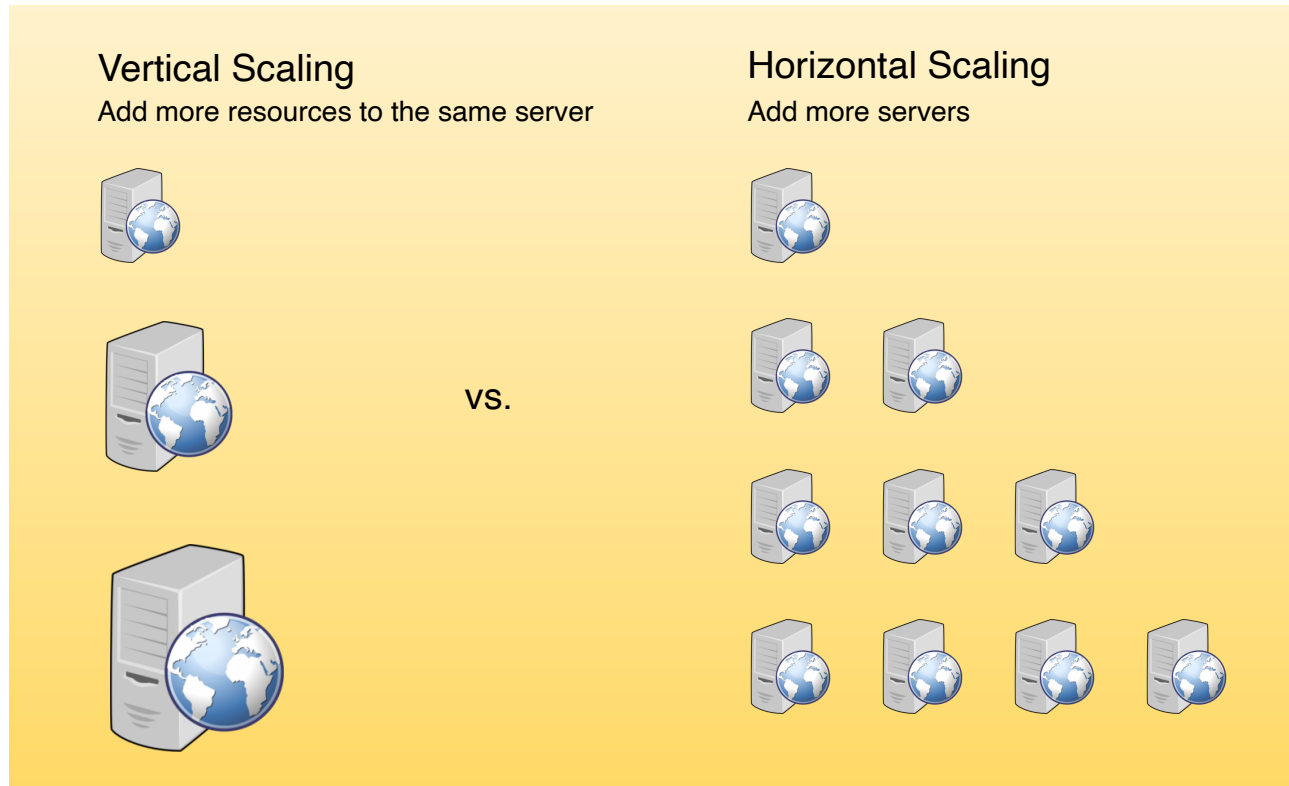 Vertical Scaling
Add more resources to the same server
vs.
Horizontal Scaling
Add more servers